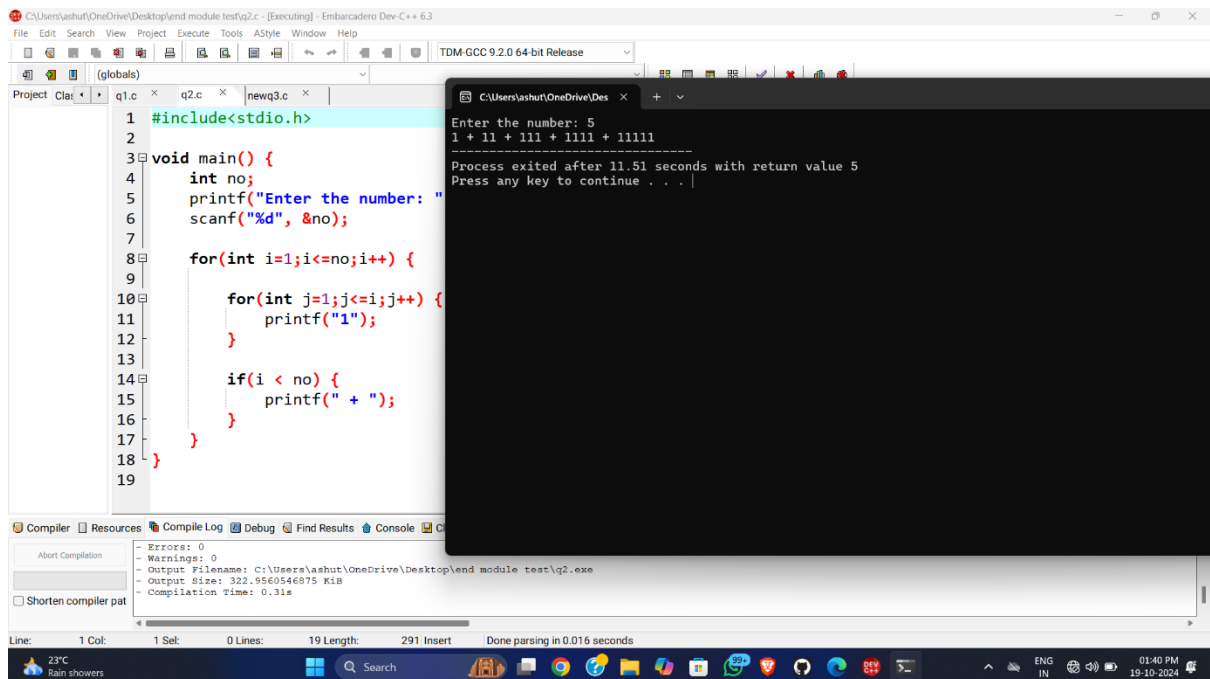 C:\Users\ashut\OneDrive\Desktop\end module test\q2.c - [Executing] - Embarcadero Dev-C++ 6.3
File Edit Search View Project Execute Tools AStyle Window Help
TDM-GCC 9.2.0 64-bit Release
(globals)
Project Clas q1.c q2.c newq3.c
1 #include<stdio.h>
2
3 void main() {
4 int no;
5 printf("Enter the number: "
6 scanf("%d", &no);
7
8 for(int i=1;i<=no;i++) {
9
10 for(int j=1;j<=i;j++) {
11 printf("1");
12 }
13
14 if(i < no) {
15 printf(" + ");
16 }
17 }
18 }
19
C:\Users\ashut\OneDrive\Des
Enter the number: 5
1 + 11 + 111 + 1111 + 11111
--------------------------------
Process exited after 11.51 seconds with return value 5
Press any key to continue . . .
Compiler Resources Compile Log Debug Find Results Console Cl
Abort Compilation
Shorten compiler pat
- Errors: 0
- Warnings: 0
- Output Filename: C:\Users\ashut\OneDrive\Desktop\end module test\q2.exe
- Output Size: 322.9560546875 KiB
- Compilation Time: 0.31s
Line: 1 Col: 1 Sel: 0 Lines: 19 Length: 291 Insert Done parsing in 0.016 seconds
23°C
Rain showers
Search
99+
DEV C++
ENG
IN
01:40 PM
19-10-2024